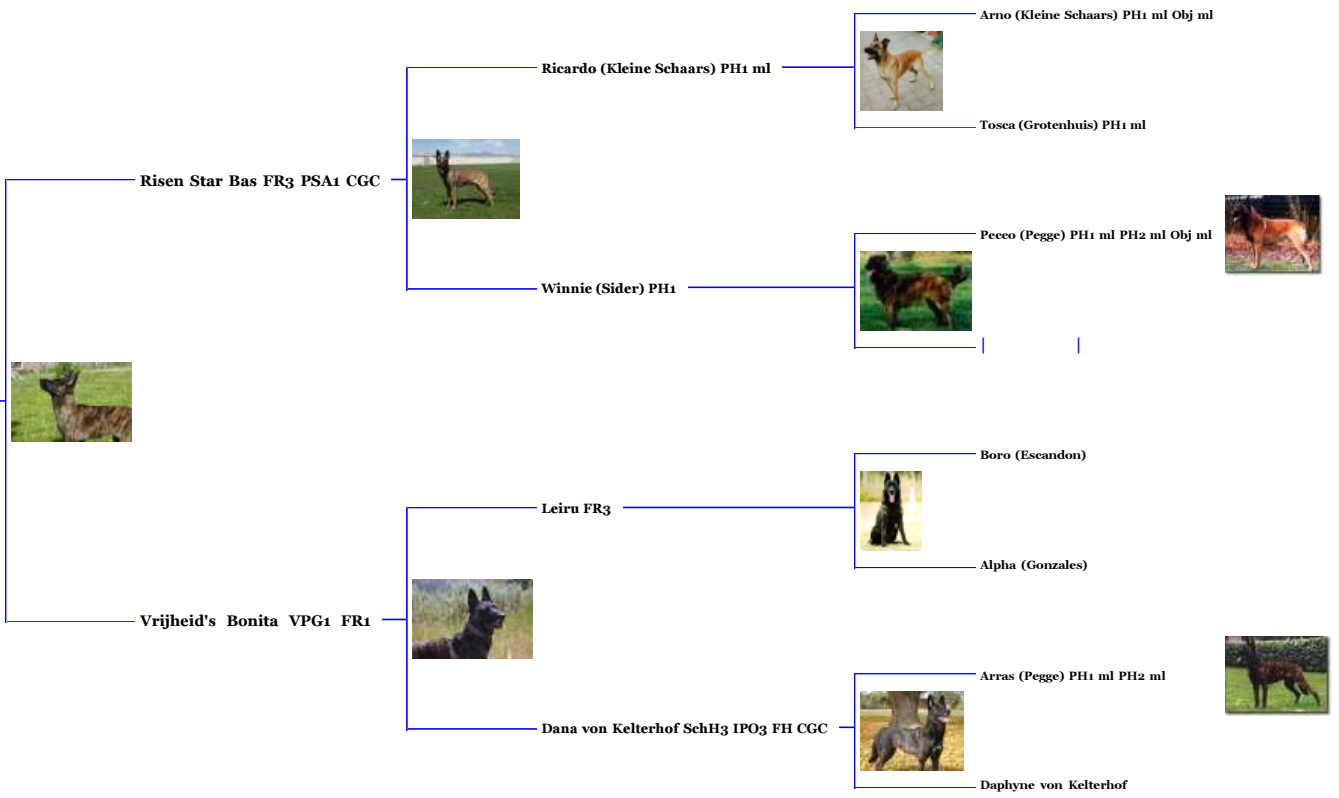 Arno (Kleine Schaars) PH1 ml Obj ml
Ricardo (Kleine Schaars) PH1 ml
Tosca (Grotenhuis) PH1 ml
Risen Star Bas FR3 PSA1 CGC
Pecco (Pegge) PH1 ml PH2 ml Obj ml
Winnie (Sider) PH1
Boro (Escandon)
Leiru FR3
Alpha (Gonzales)
Vrijheid's Bonita VPG1 FR1
Arras (Pegge) PH1 ml PH2 ml
Dana von Kelterhof SchH3 IPO3 FH CGC
Daphyne von Kelterhof